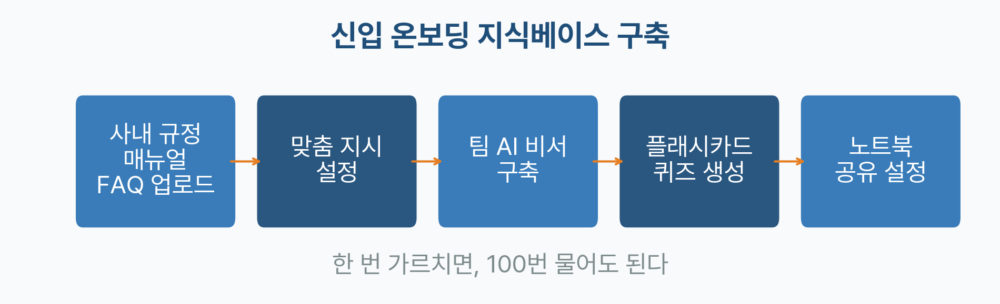 신입 온보딩 지식베이스 구축
사내 규정
매뉴얼
FAQ 업로드
맞춤 지시
설정
팀 AI 비서
구축
플래시카드
퀴즈 생성
노트북
공유 설정
한 번 가르치면, 100번 물어도 된다